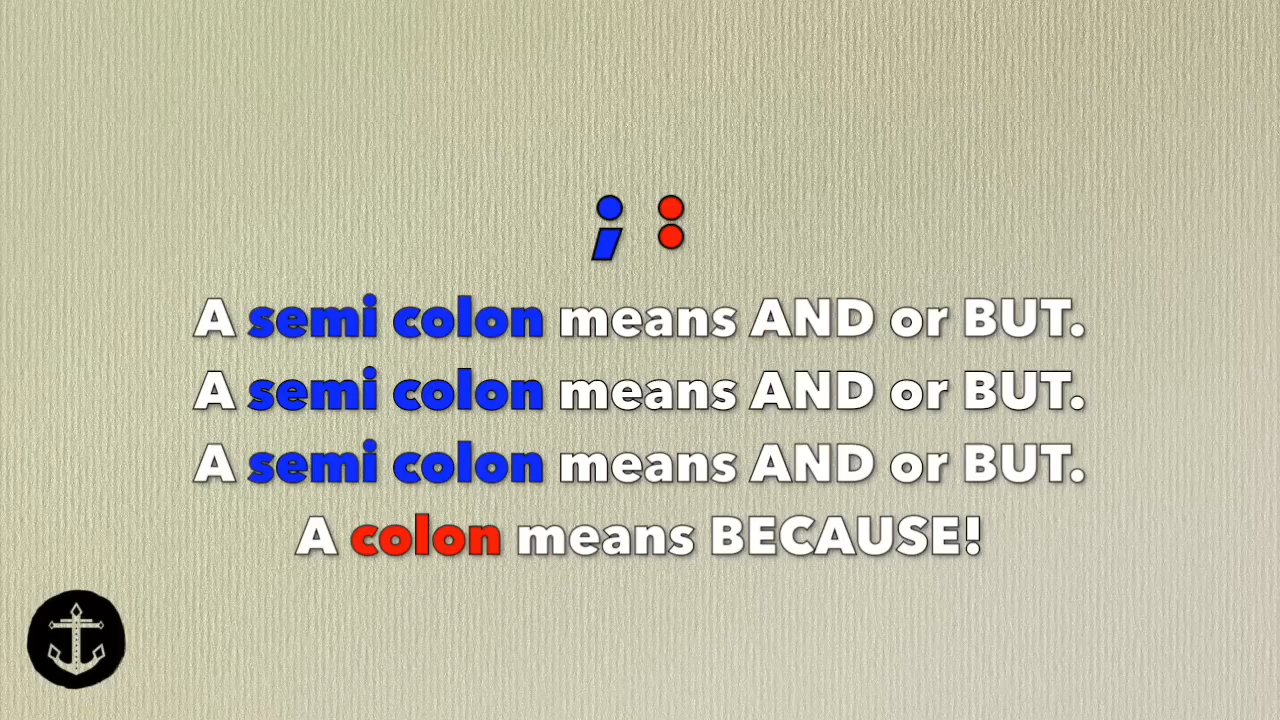 ; :
A semi colon means AND or BUT.
A semi colon means AND or BUT.
A semi colon means AND or BUT.
A colon means BECAUSE!